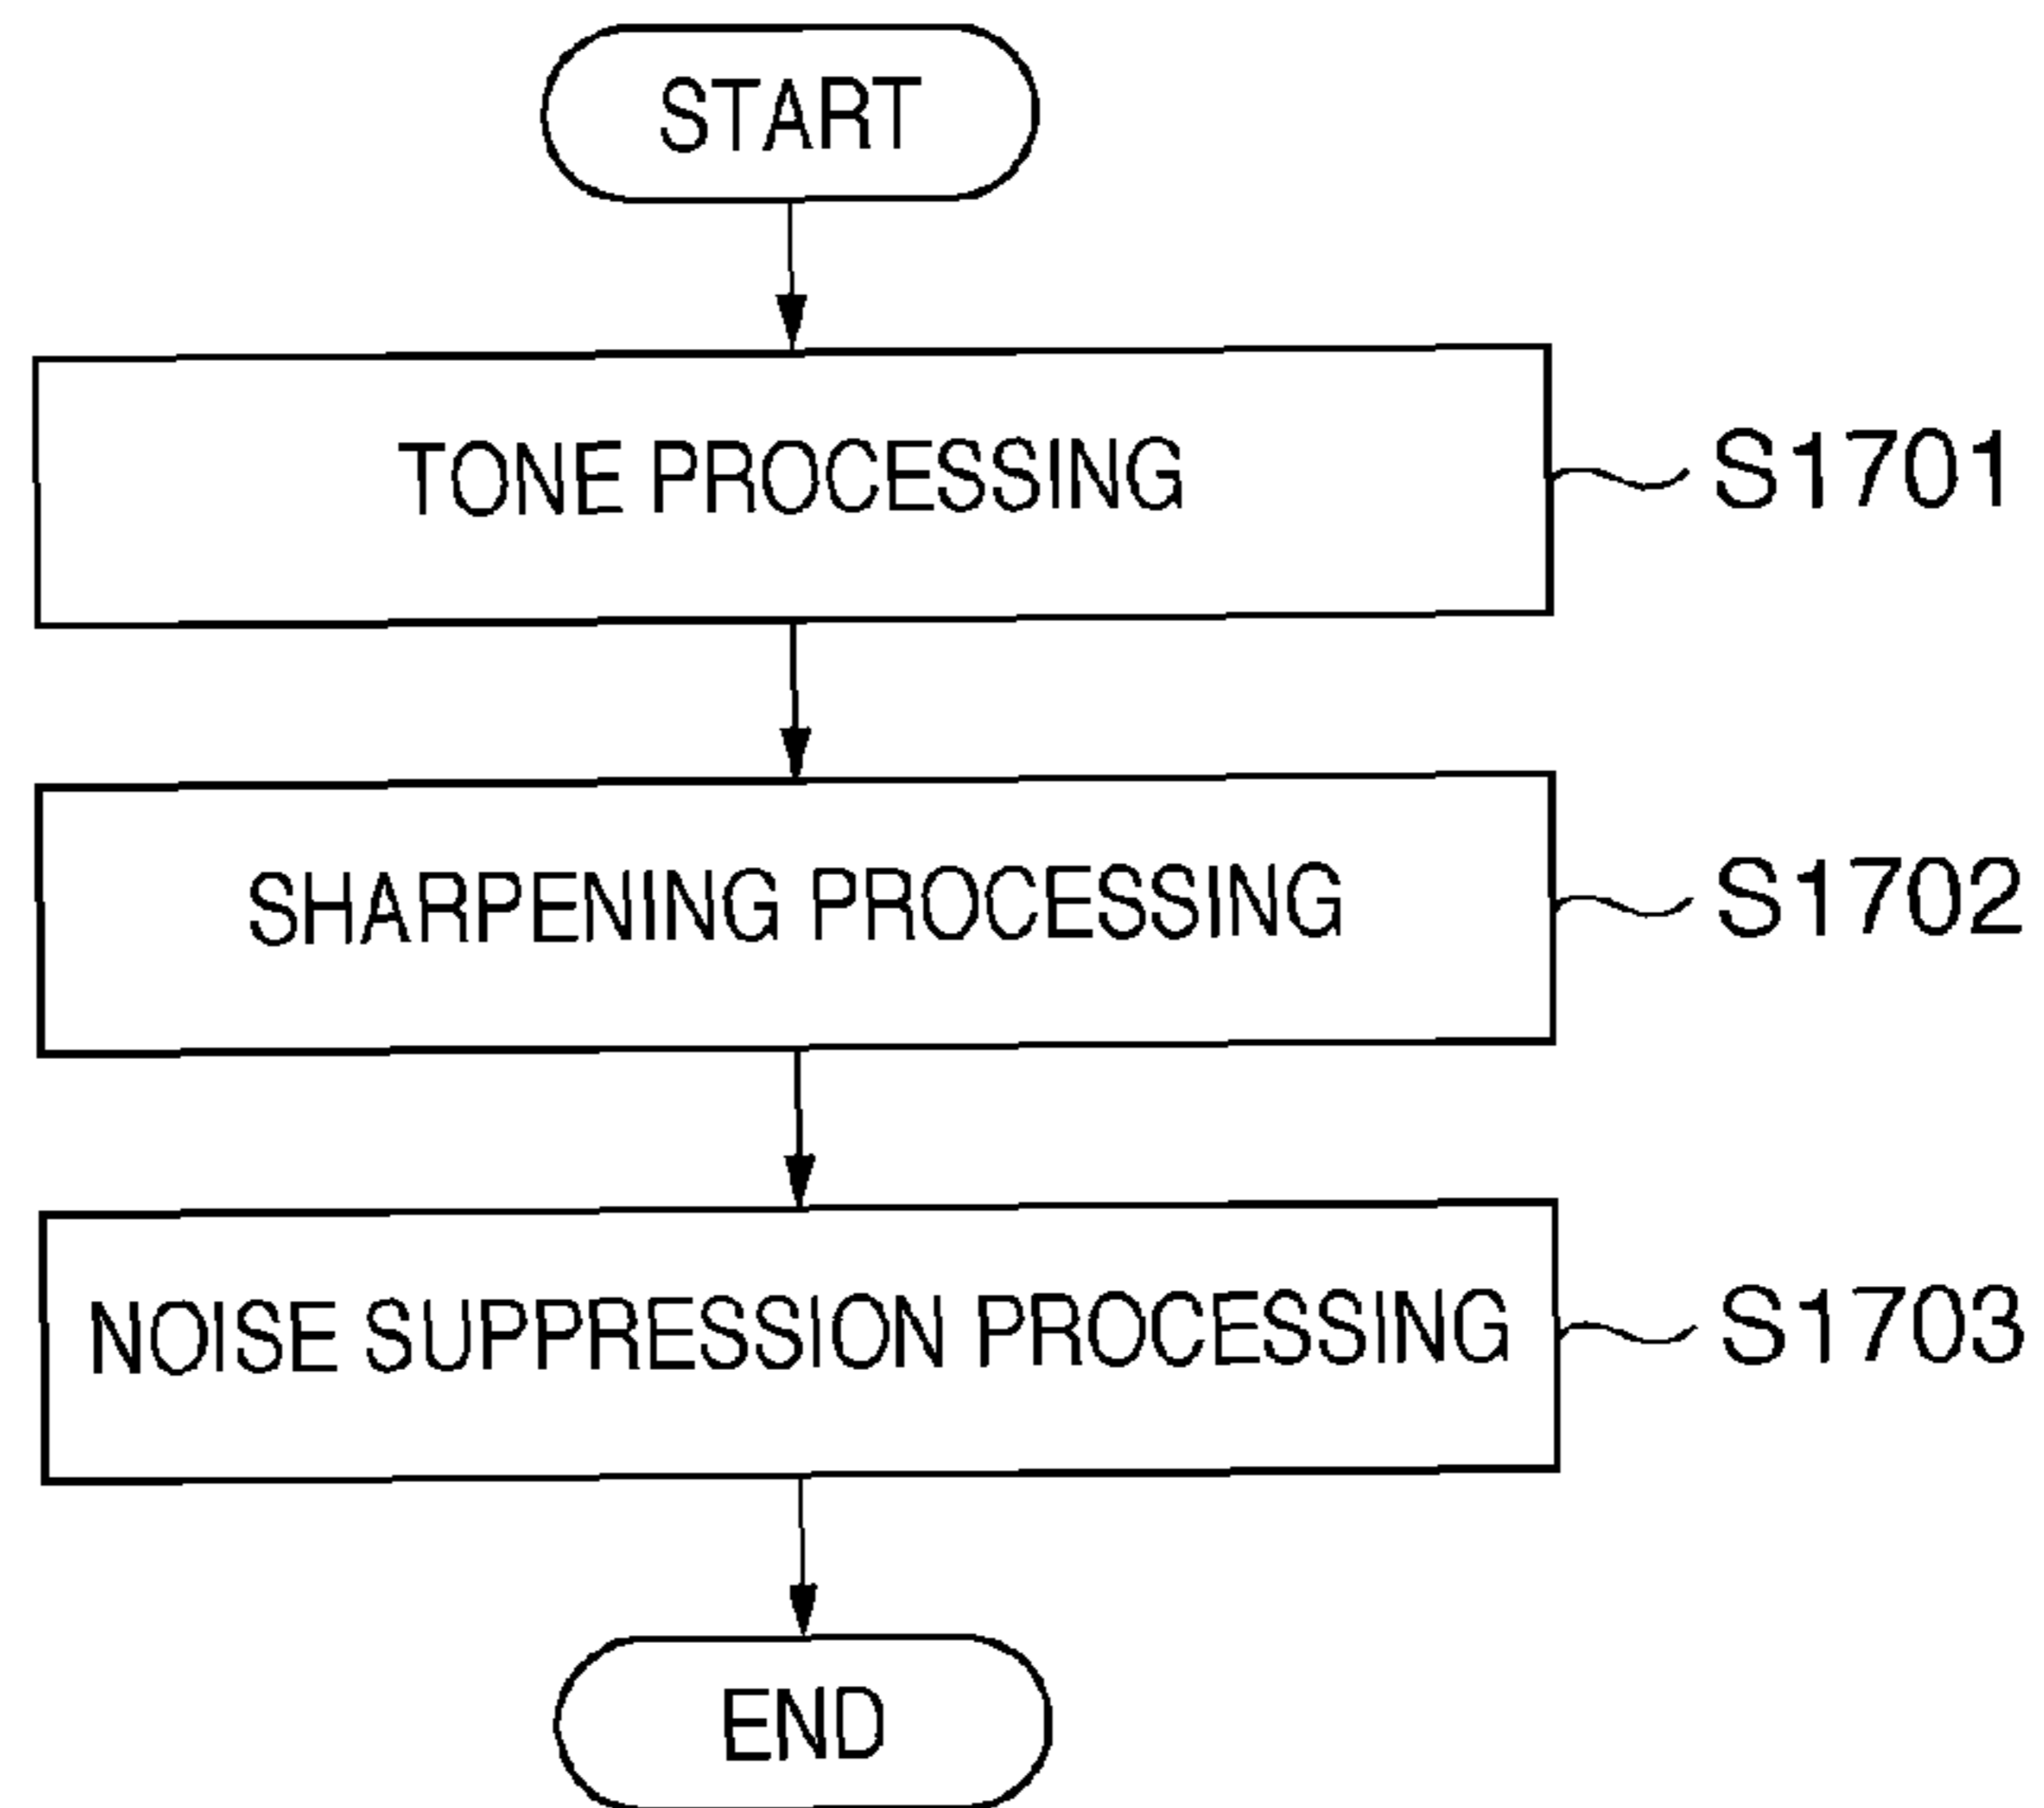 START
TONE PROCESSING
S1701
SHARPENING PROCESSING
S1702
NOISE SUPPRESSION PROCESSING
S1703
END